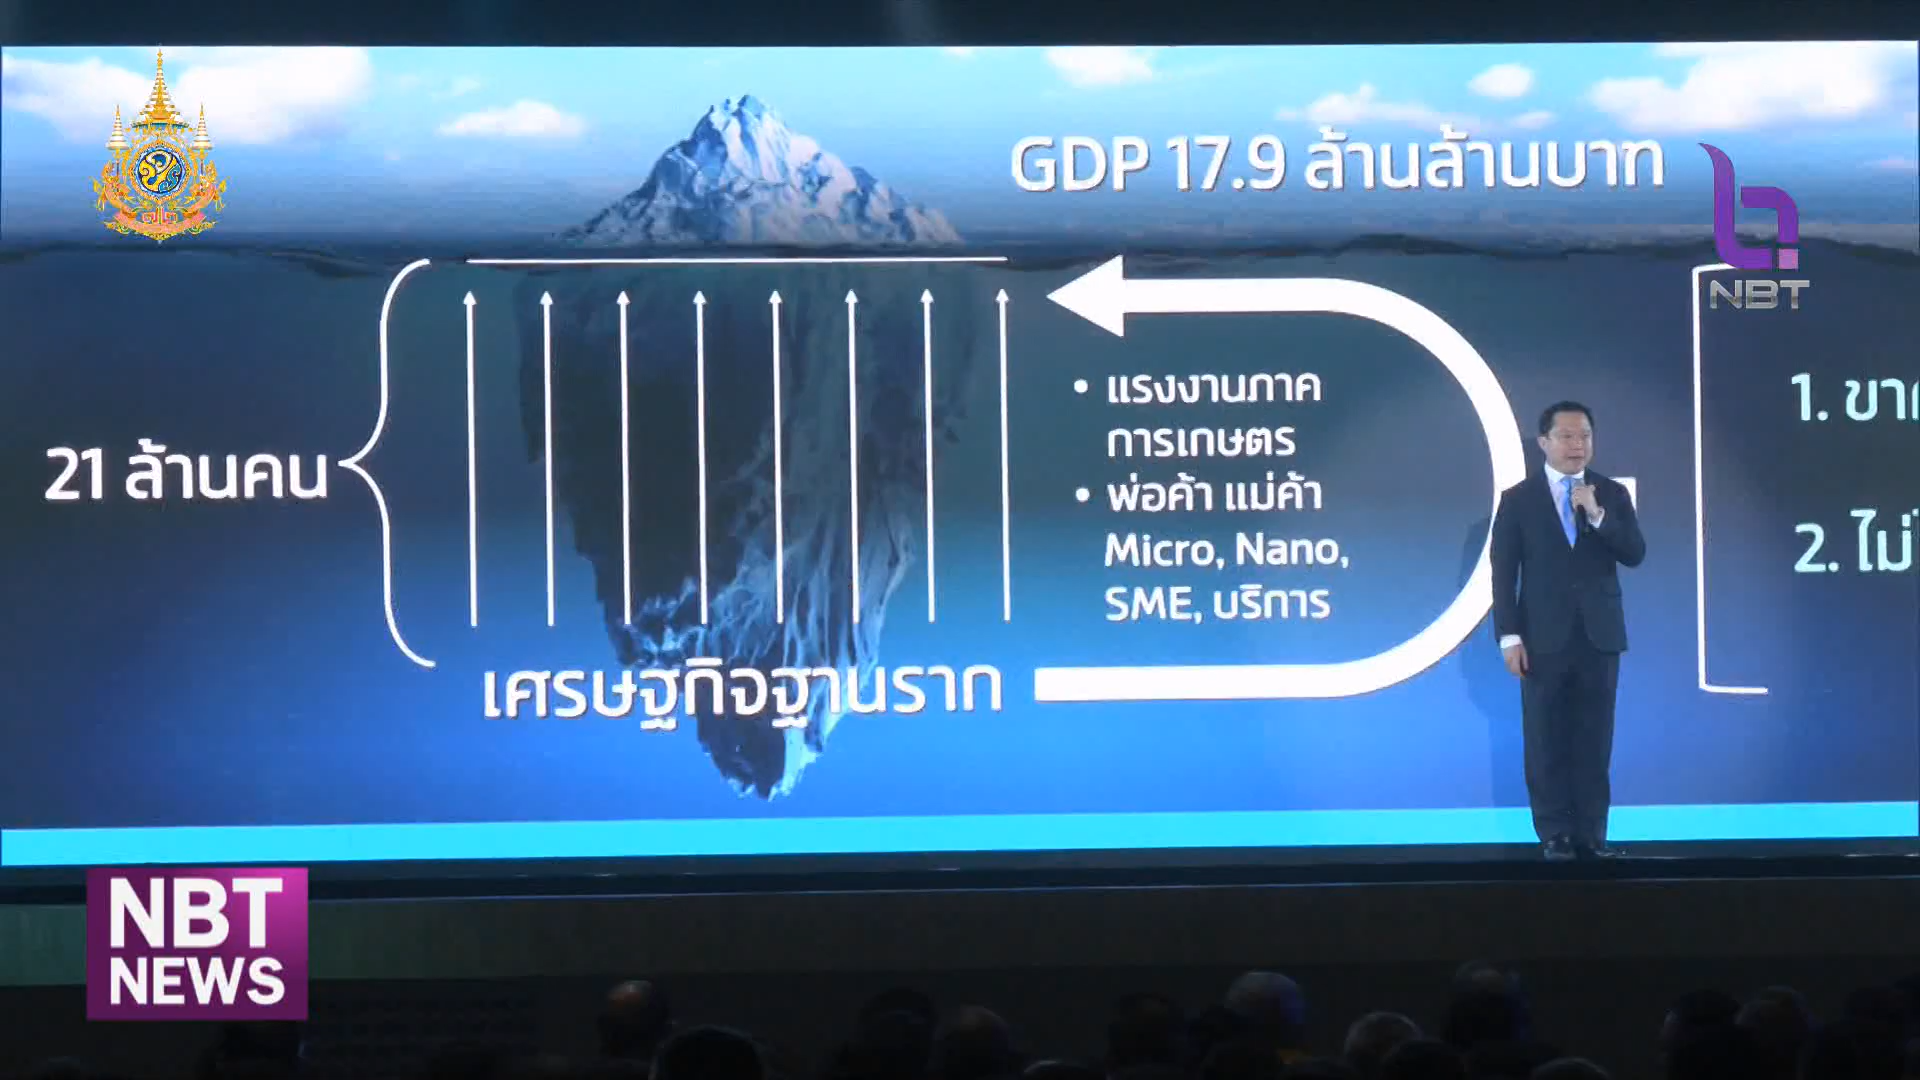 GDP 17.9 ล้านล้านบาท
NBT
21 ล้านคน
• แรงงานภาค
การเกษตร
• พ่อค้า แม่ค้า
Micro, Nano,
SME, บริการ
เศรษฐกิจฐานราก
1.
2. ไม่
NBT
NEWS